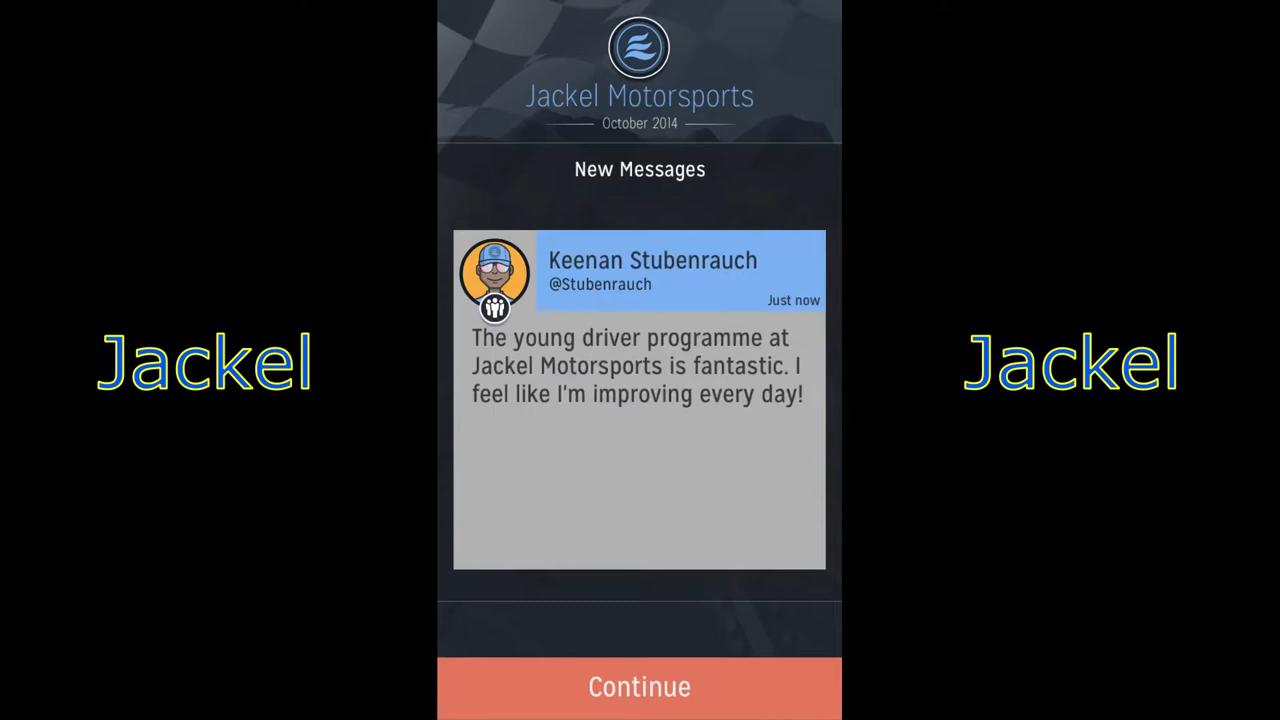 Jackel Motorsports
October 2014
New Messages
Keenan Stubenrauch
@Stubenrauch
Just now
The young driver programme at
Jackel Motorsports is fantastic. I
feel like I'm improving every day!
Jackel
Jackel
Continue